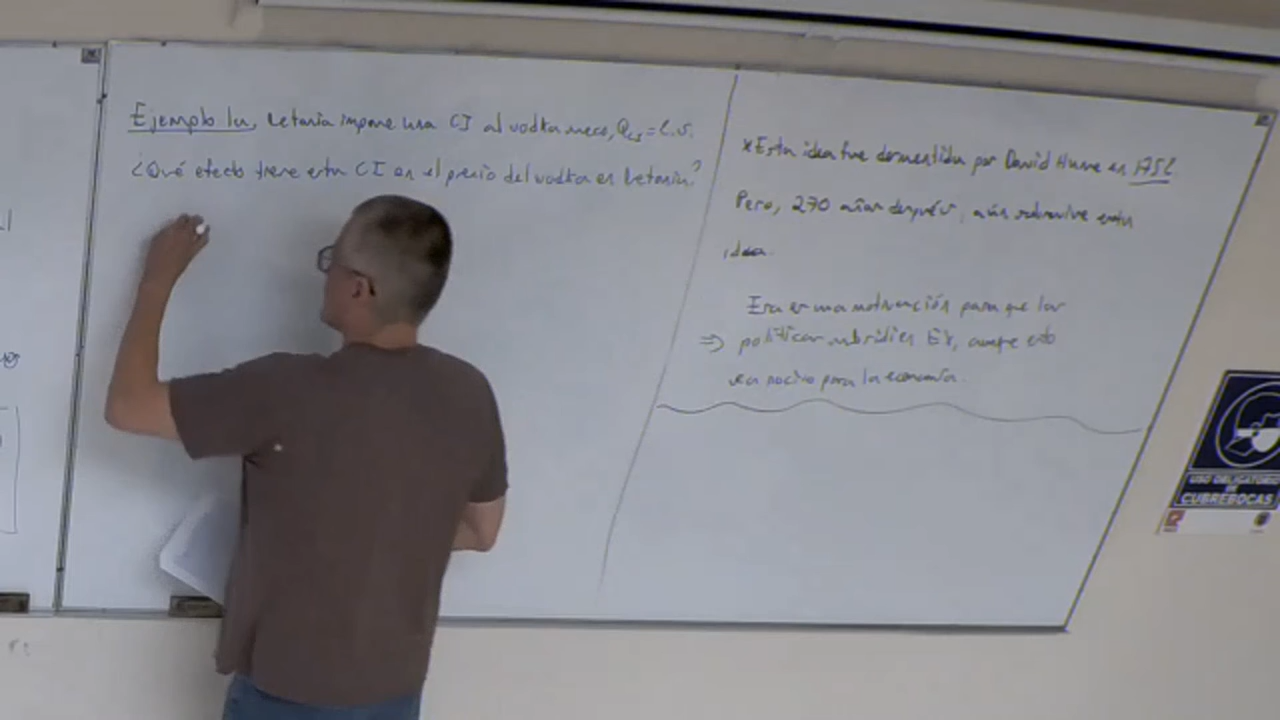 Ejemplo 1a, Letonia impone una CI al vodka ruso, Q = 2.5.
¿Qué efecto tiene esta CI en el precio del vodka en Letonia?
*Esta idea fue desmentida por David Hume en 1752
Pero, 270 años después, aún sobrevive esta
idea.
Esa es una motivación para que los
⇒ políticos subsidien EX, aunque esto
sea nocivo para la economía.
USO OBLIGATORIO
DE
CUBREBOCAS